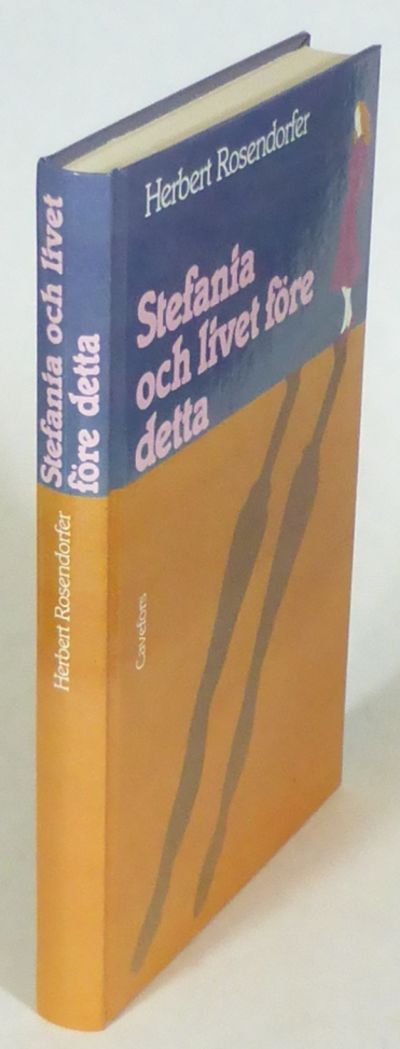 Stefania och livet
före detta
Herbert Rosendorfer
Herbert Rosendorfer
Stefania
och livet före
detta
Cavefors